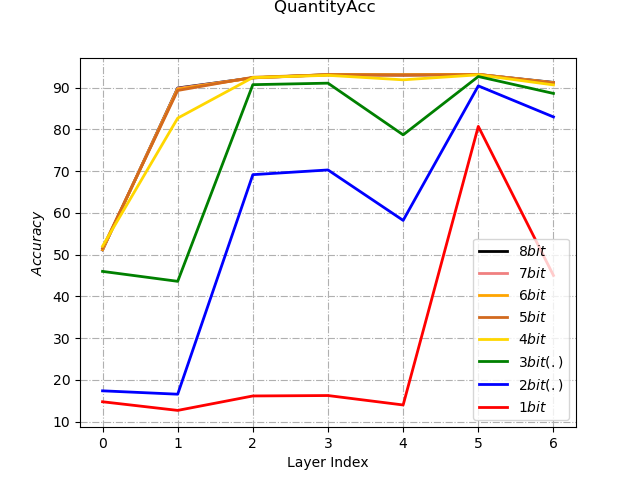 QuantityAcc
Accuracy
90
80
70
60
50
40
30
20
10
0 1 2 3 4 5 6
Layer Index
8bit
7bit
6bit
5bit
4bit
3bit(.)
2bit(.)
1bit